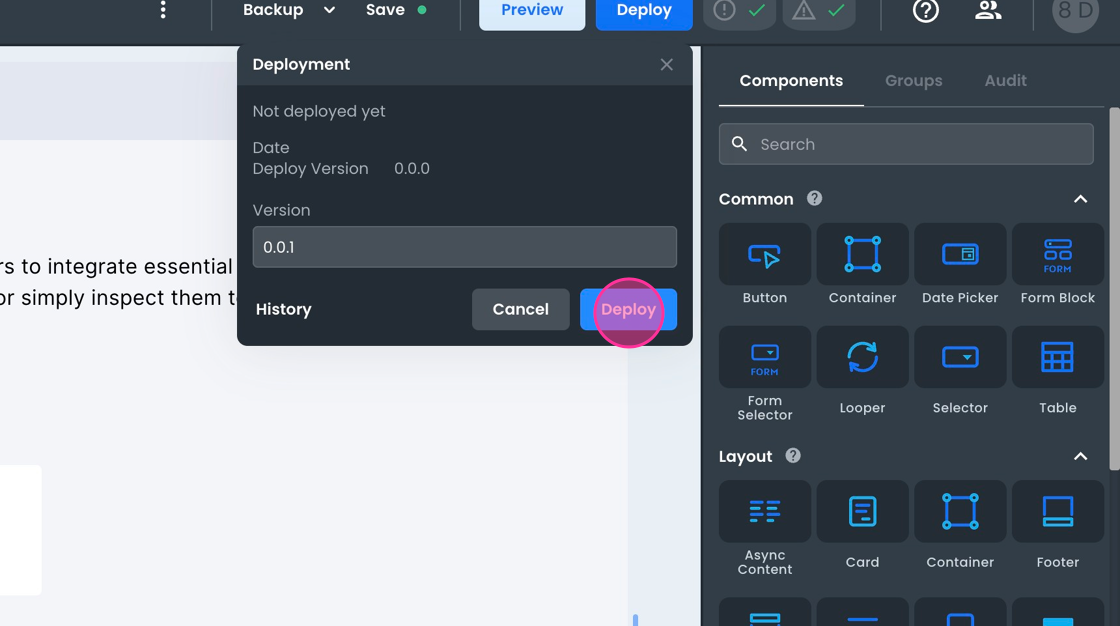 Backup Save Preview Deploy 8 D
Deployment
Not deployed yet
Date
Deploy Version 0.0.0
Version
0.0.1
History Cancel Deploy
rs to integrate essential
or simply inspect them t
Components Groups Audit
Search
Common
Button Container Date Picker FORM Form Block
FORM Form Selector Looper Selector Table
Layout
Async Content Card Container Footer